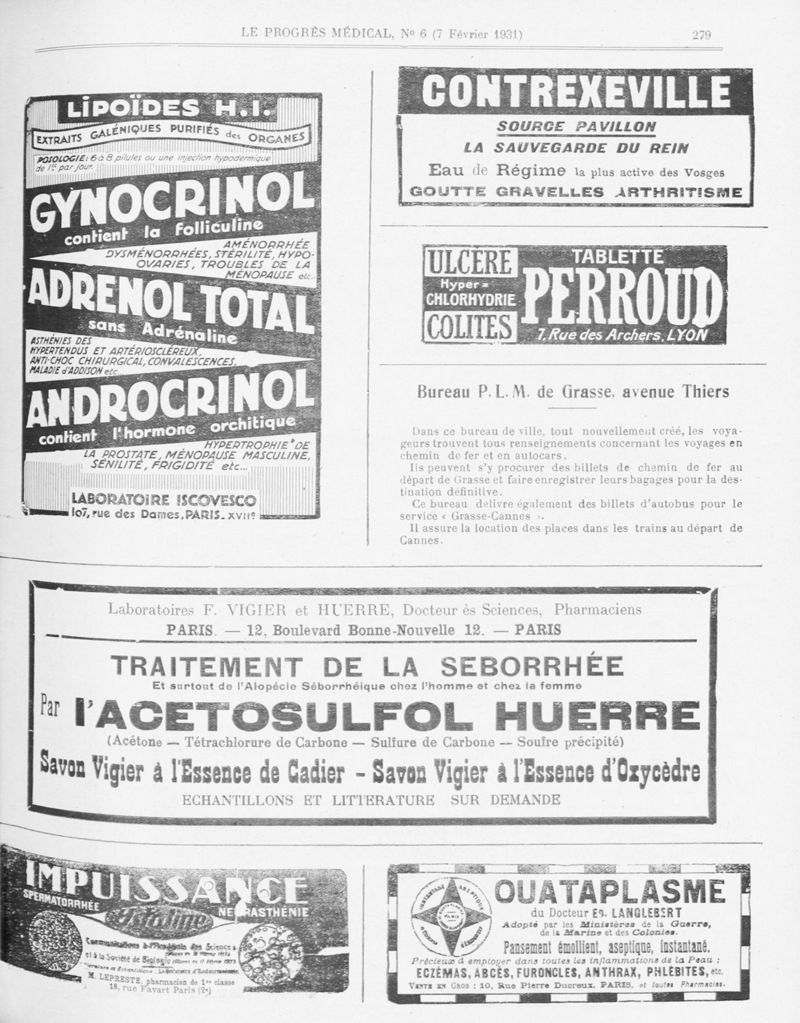 LE PROGRÈS MÉDICAL, Nº 6 (7 Février 1931)
279
LIPOÏDES H.I.
EXTRAITS GALÉNIQUES PURIFIÉS des ORGANES
POSOLOGIE: 6 à 8 pilules ou une injection hypodermique
de 1cc par jour.
GYNOCRINOL
contient la folliculine
AMÉNORRHÉE
DYSMÉNORRHÉES, STÉRILITÉ, HYPO-
OVARIES, TROUBLES DE LA
MÉNOPAUSE etc...
ADRENOL TOTAL
sans Adrénaline
ASTHÉNIES DES
HYPERTENDUS ET ARTÉRIOSCLÉREUX,
ANTI-CHOC CHIRURGICAL, CONVALESCENCES,
MALADIE d'ADDISON etc...
ANDROCRINOL
contient l'hormone orchitique
HYPERTROPHIE DE
LA PROSTATE, MÉNOPAUSE MASCULINE,
SÉNILITÉ, FRIGIDITÉ etc...
LABORATOIRE ISCOVESCO
107, rue des Dames, PARIS_XVIIe
CONTREXEVILLE
SOURCE PAVILLON
LA SAUVEGARDE DU REIN
Eau de Régime la plus active des Vosges
GOUTTE GRAVELLES ARTHRITISME
ULCÈRE
Hyper=
CHLORHYDRIE
COLITES
TABLETTE
PERROUD
7, Rue des Archers, LYON
Bureau P. L. M. de Grasse, avenue Thiers
Dans ce bureau de ville, tout nouvellement créé, les voya-
geurs trouvent tous renseignements concernant les voyages en
chemin de fer et en autocars.
Ils peuvent s'y procurer des billets de chemin de fer au
départ de Grasse et faire enregistrer leurs bagages pour la des-
tination définitive.
Ce bureau délivre également des billets d'autobus pour le
service « Grasse-Cannes ».
Il assure la location des places dans les trains au départ de
Cannes.
Laboratoires F. VIGIER et HUERRE, Docteur ès Sciences, Pharmaciens
PARIS. — 12, Boulevard Bonne-Nouvelle 12. — PARIS
TRAITEMENT DE LA SEBORRHÉE
Et surtout de l'Alopécie Séborrhéique chez l'homme et chez la femme
Par l'ACETOSULFOL HUERRE
(Acétone — Tétrachlorure de Carbone — Sulfure de Carbone — Soufre précipité)
Savon Vigier à l'Essence de Cadier - Savon Vigier à l'Essence d'Oxycèdre
ECHANTILLONS ET LITTERATURE SUR DEMANDE
IMPUISSANCE
SPERMATORRHÉE
NEURASTHÉNIE
Communications à l'Académie des Sciences
et à la Société de Biologie
M. LEPRESTE, pharmacien de 1re classe
18, rue Favart Paris (2e)
OUATAPLASME
du Docteur Ed. LANGLEBERT
Adopté par les Ministères de la Guerre,
de la Marine et des Colonies.
Pansement émollient, aseptique, instantané.
Précieux à employer dans toutes les inflammations de la Peau :
ECZÉMAS, ABCÈS, FURONCLES, ANTHRAX, PHLÉBITES, etc.
VENTE EN GROS : 10, Rue Pierre Ducreux, PARIS, et toutes Pharmacies.